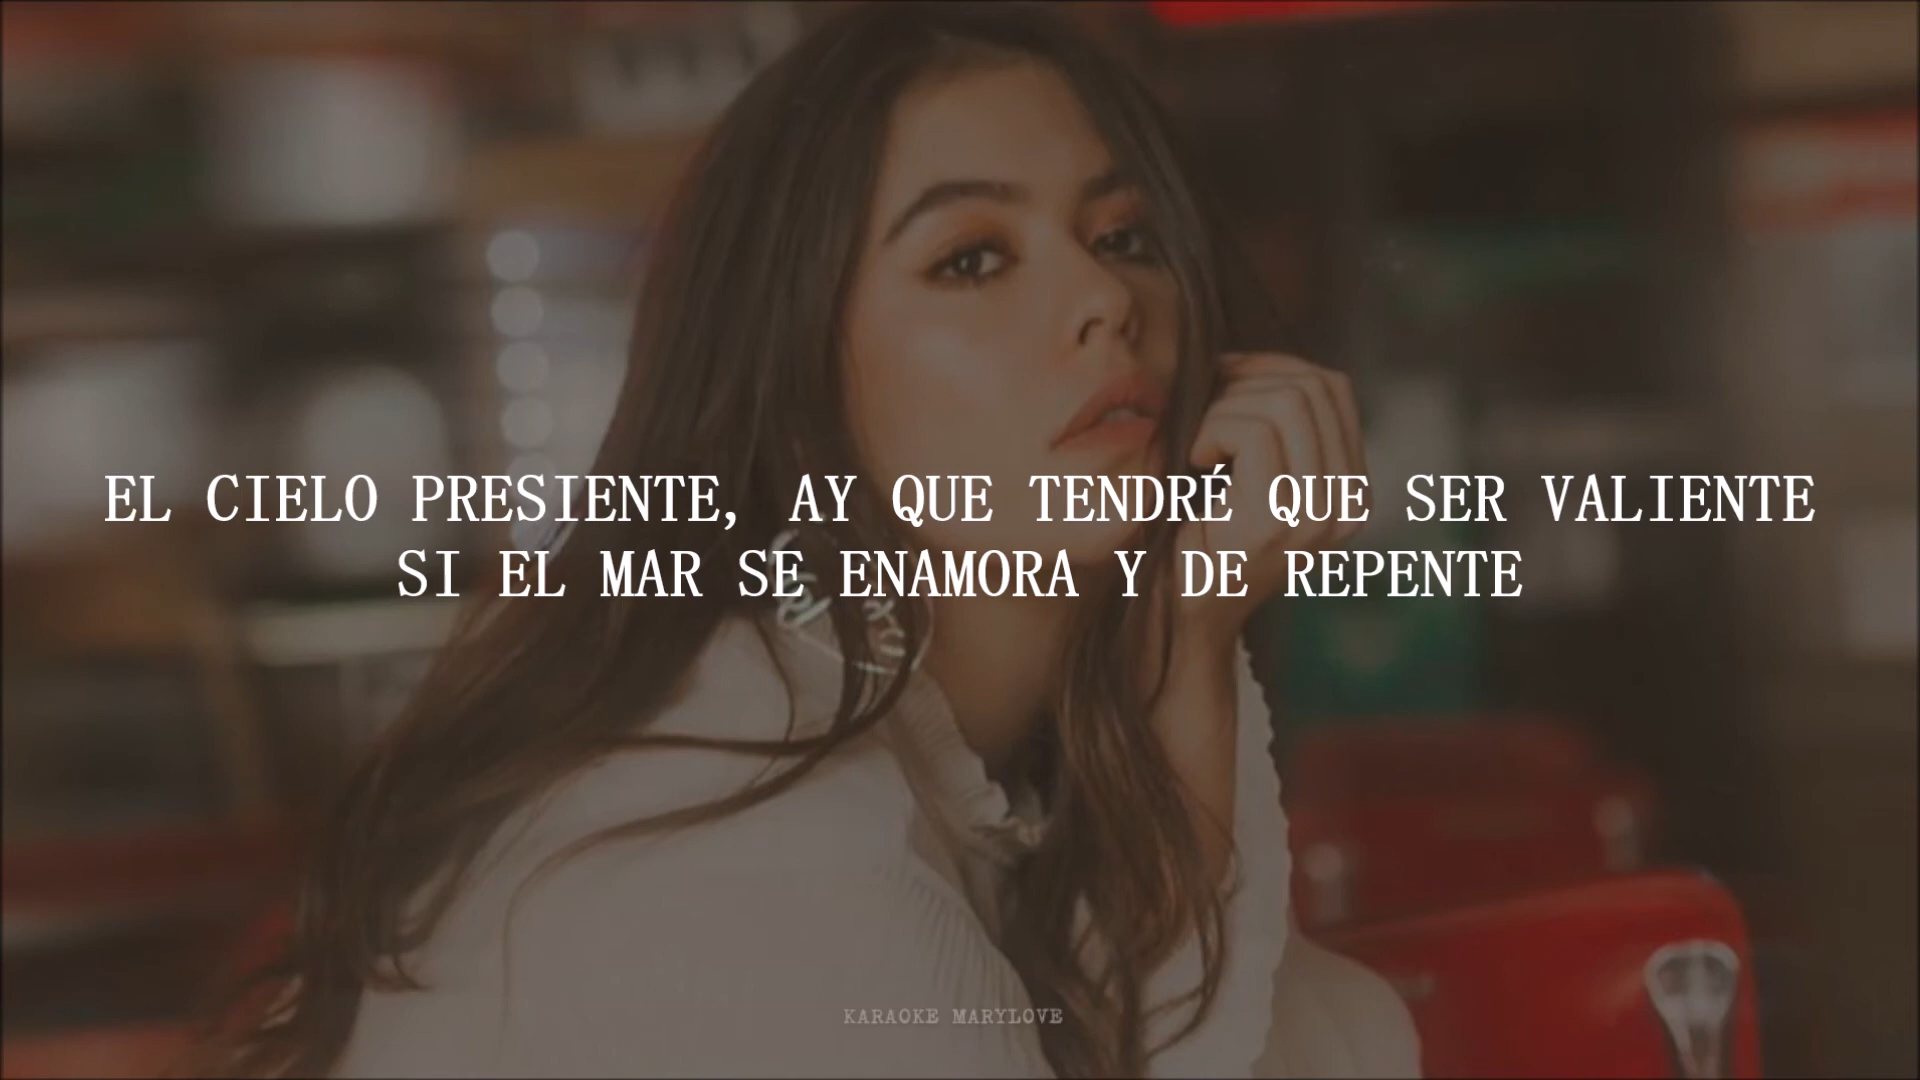 EL CIELO PRESIENTE, AY QUE TENDRÉ QUE SER VALIENTE
SI EL MAR SE ENAMORA Y DE REPENTE
KARAOKE MARYLOVE